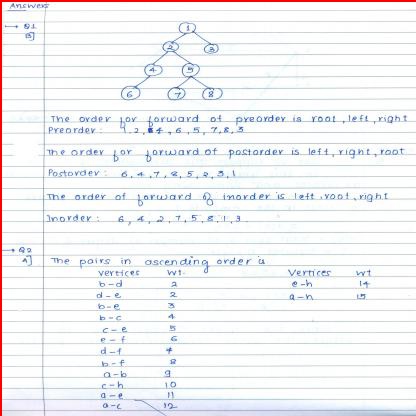 Answers
→ Q1
B]
1
2 3
4 5
6 7 8
The order for forward of preorder is root, left, right
Preorder: 1, 2, 4, 6, 5, 7, 8, 3
The order for forward of postorder is left, right, root
Postorder: 6, 4, 7, 8, 5, 2, 3, 1
The order of forward of inorder is left, root, right
Inorder: 6, 4, 2, 7, 5, 8, 1, 3
→ Q2
A] The pairs in ascending order is
Vertices Wt. Vertices Wt
b-d 2 e-h 14
d-e 2 a-h 15
b-e 3
b-c 4
c-e 5
e-f 6
d-f 7
b-f 8
a-b 9
c-h 10
a-e 11
a-c 12